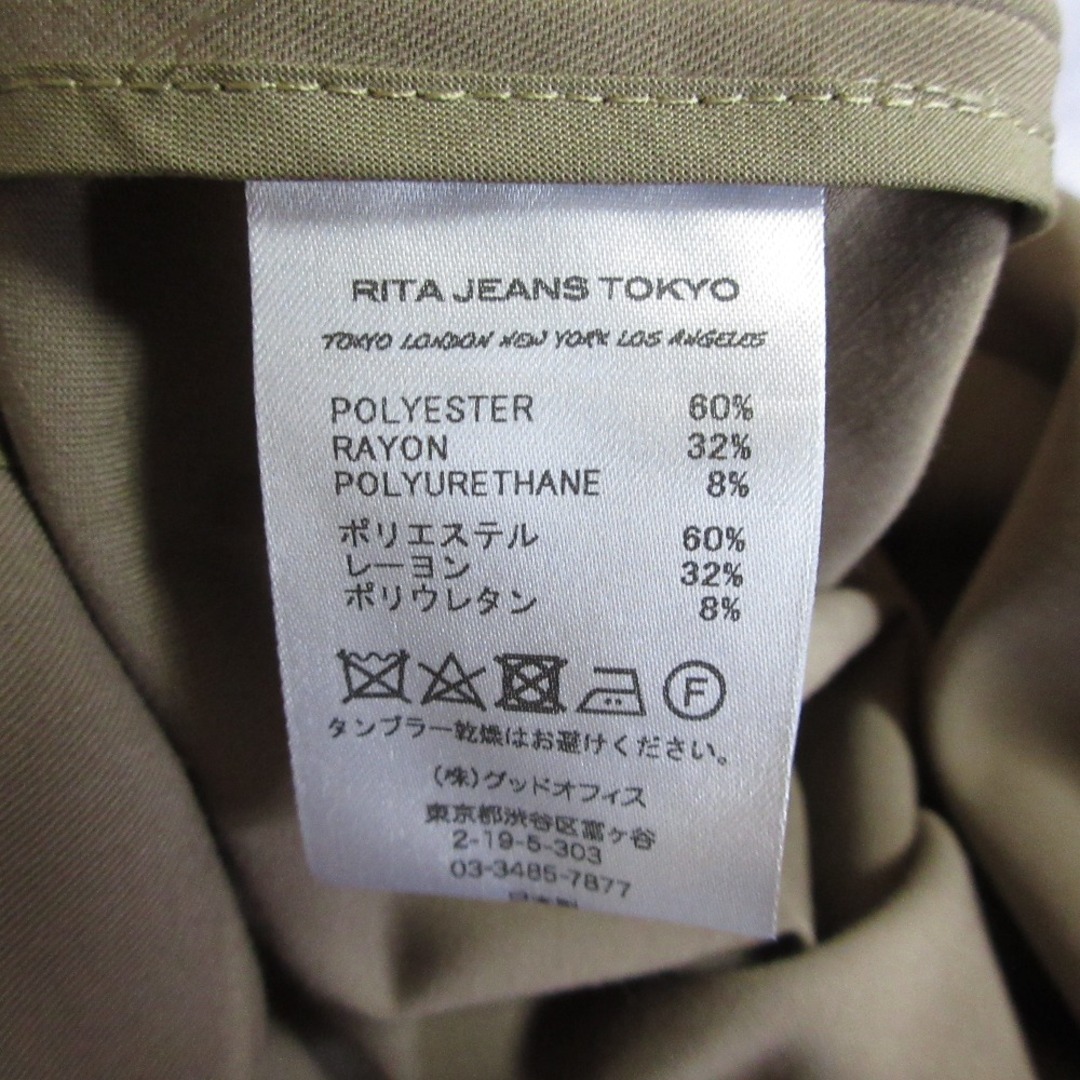 RITA JEANS TOKYO
TOKYO LONDON NEW YORK LOS ANGELES
POLYESTER 60%
RAYON 32%
POLYURETHANE 8%
ポリエステル 60%
レーヨン 32%
ポリウレタン 8%
F
タンブラー乾燥はお避けください。
(株)グッドオフィス
東京都渋谷区富ヶ谷
2-19-5-303
03-3485-7877
日本製